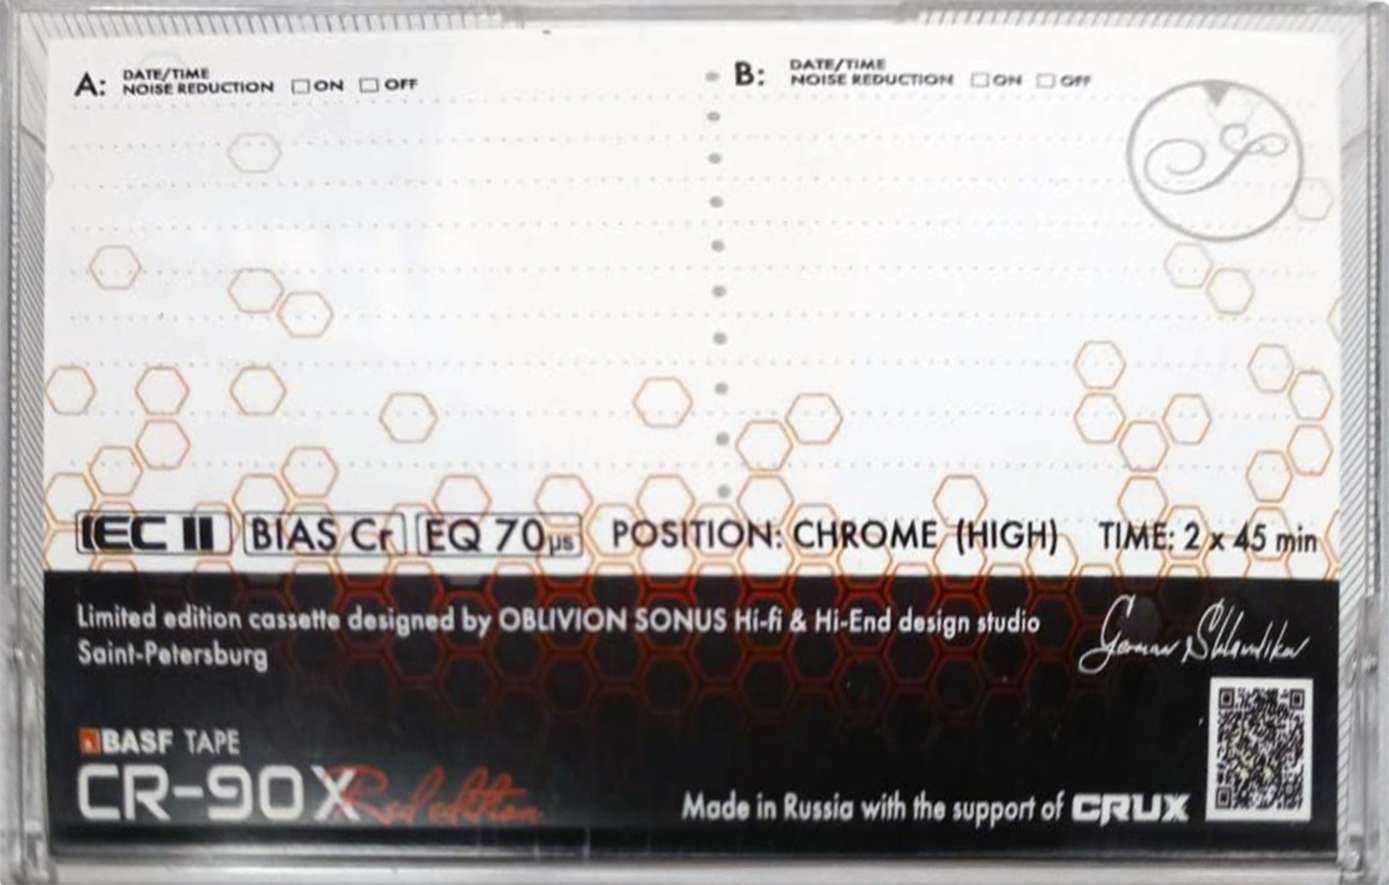 A: DATE/TIME
NOISE REDUCTION ON OFF
B: DATE/TIME
NOISE REDUCTION ON OFF
IEC II BIAS Cr EQ 70 µs POSITION: CHROME (HIGH) TIME: 2 x 45 min
Limited edition cassette designed by OBLIVION SONUS Hi-fi & Hi-End design studio
Saint-Petersburg
BASF TAPE
CR-90X Red edition
Made in Russia with the support of CRUX